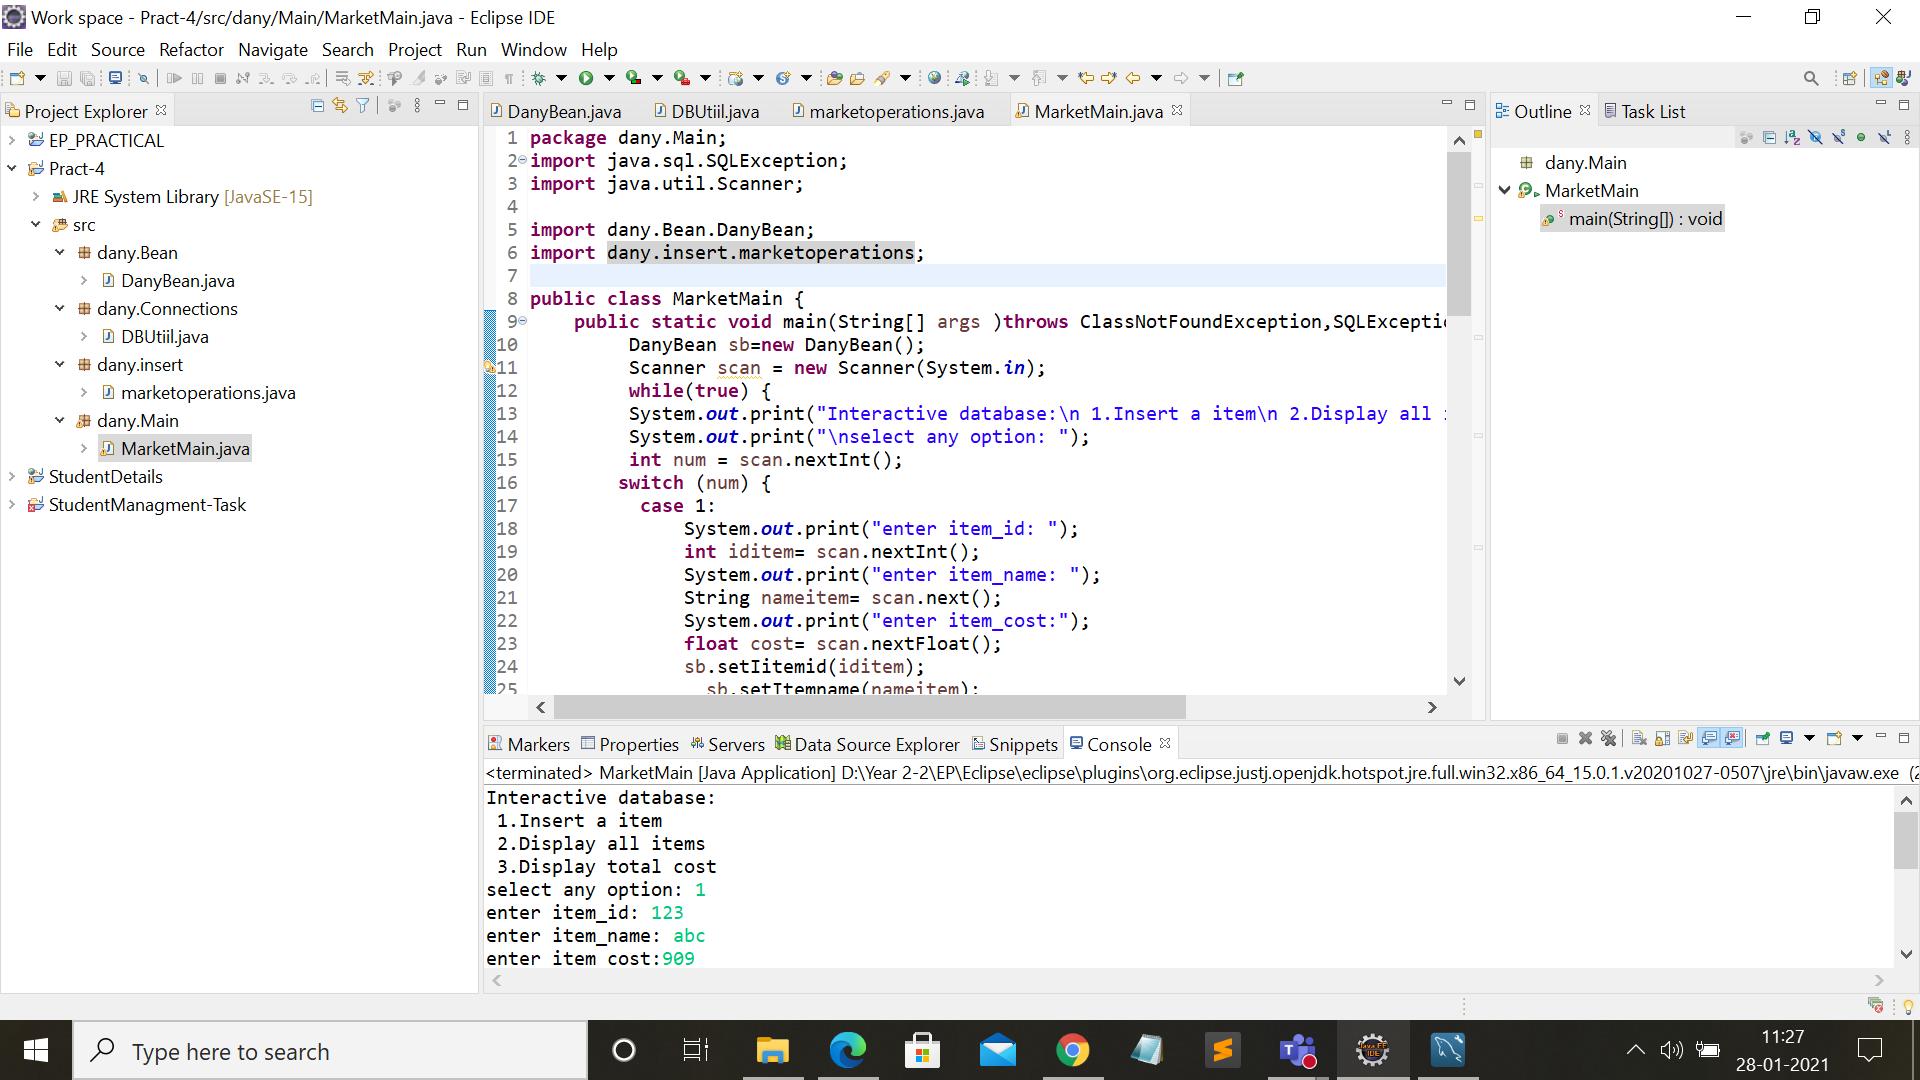 Work space - Pract-4/src/dany/Main/MarketMain.java - Eclipse IDE
File Edit Source Refactor Navigate Search Project Run Window Help
Project Explorer
EP_PRACTICAL
Pract-4
JRE System Library [JavaSE-15]
src
dany.Bean
DanyBean.java
dany.Connections
DBUtiil.java
dany.insert
marketoperations.java
dany.Main
MarketMain.java
StudentDetails
StudentManagment-Task
DanyBean.java DBUtiil.java marketoperations.java MarketMain.java
1 package dany.Main;
2 import java.sql.SQLException;
3 import java.util.Scanner;
4
5 import dany.Bean.DanyBean;
6 import dany.insert.marketoperations;
7
8 public class MarketMain {
9 public static void main(String[] args )throws ClassNotFoundException,SQLExceptio
10 DanyBean sb=new DanyBean();
11 Scanner scan = new Scanner(System.in);
12 while(true) {
13 System.out.print("Interactive database:\n 1.Insert a item\n 2.Display all
14 System.out.print("\nselect any option: ");
15 int num = scan.nextInt();
16 switch (num) {
17 case 1:
18 System.out.print("enter item_id: ");
19 int iditem= scan.nextInt();
20 System.out.print("enter item_name: ");
21 String nameitem= scan.next();
22 System.out.print("enter item_cost:");
23 float cost= scan.nextFloat();
24 sb.setIitemid(iditem);
25 sb.setItemname(nameitem);
Outline Task List
dany.Main
MarketMain
main(String[]) : void
Markers Properties Servers Data Source Explorer Snippets Console
<terminated> MarketMain [Java Application] D:\Year 2-2\EP\Eclipse\eclipse\plugins\org.eclipse.justj.openjdk.hotspot.jre.full.win32.x86_64_15.0.1.v20201027-0507\jre\bin\javaw.exe (2
Interactive database:
1.Insert a item
2.Display all items
3.Display total cost
select any option: 1
enter item_id: 123
enter item_name: abc
enter item cost:909
Type here to search
11:27
28-01-2021